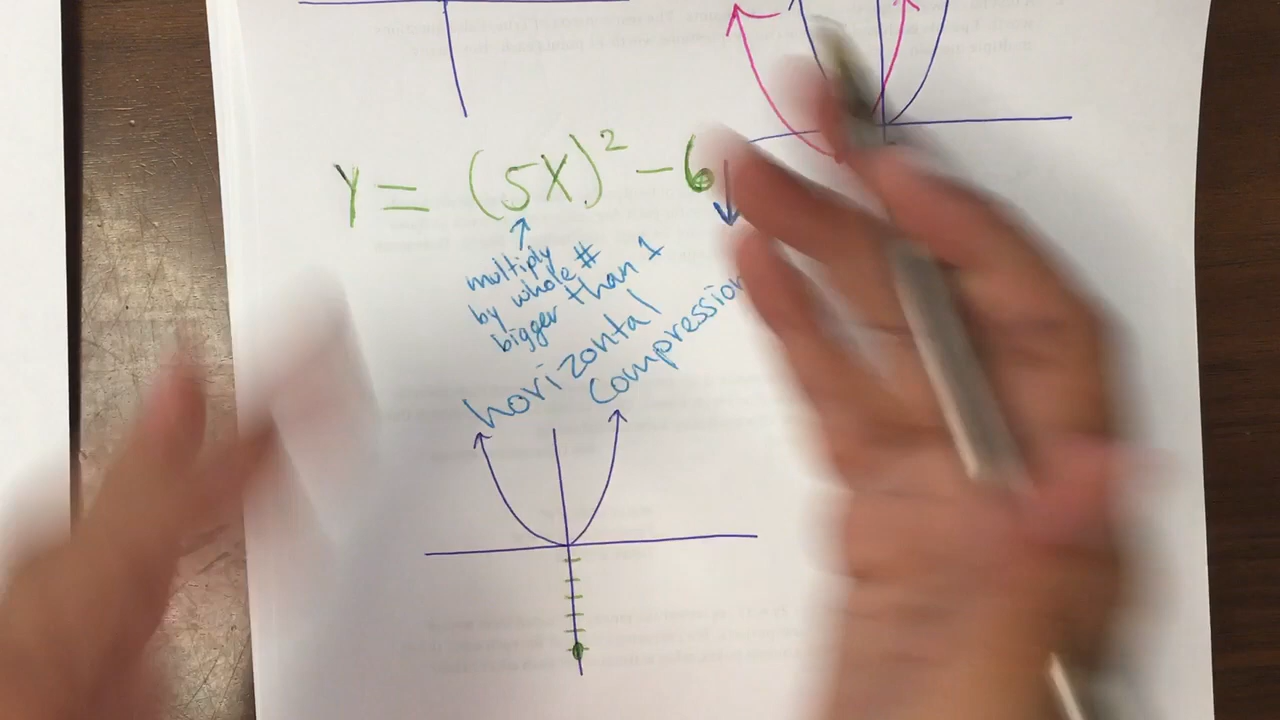 Y = (5X)² - 6
multiply
by whole #
bigger than 1
horizontal
compression